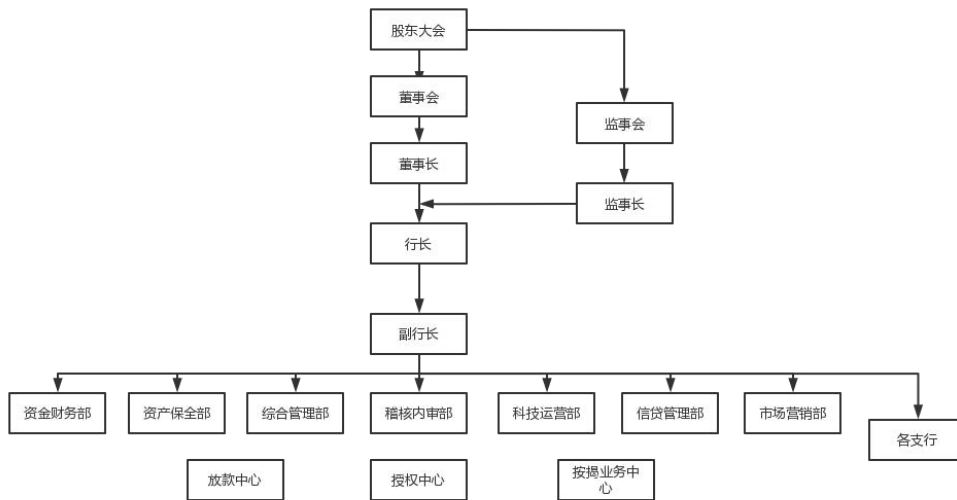 股东大会
董事会
监事会
董事长
监事长
行长
副行长
资金财务部
资产保全部
综合管理部
稽核内审部
科技运营部
信贷管理部
市场营销部
各支行
放款中心
授权中心
按揭业务中
心